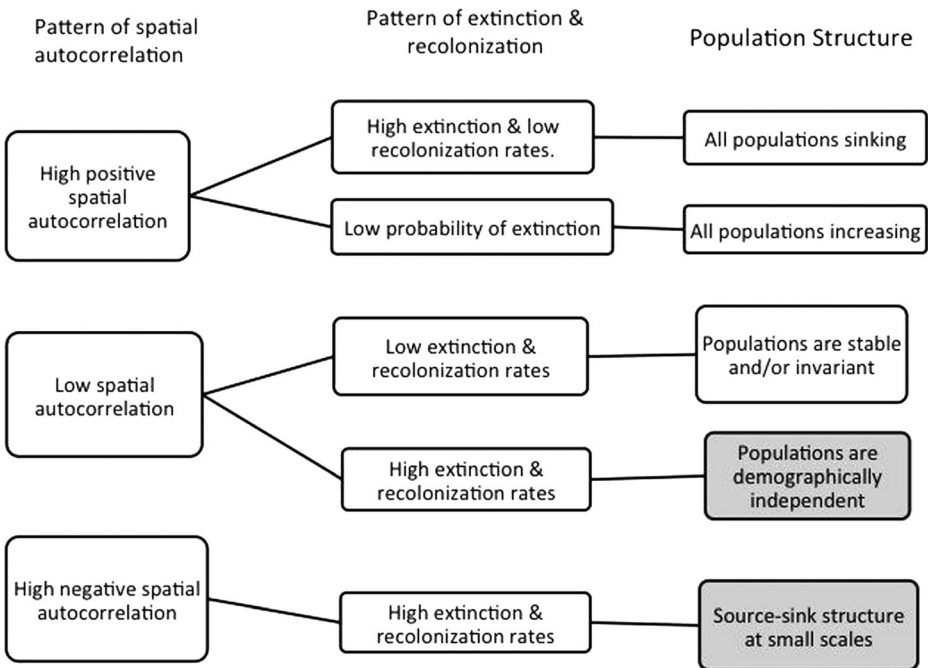 Pattern of spatial
autocorrelation
Pattern of extinction &
recolonization
Population Structure
High positive
spatial
autocorrelation
High extinction & low
recolonization rates.
All populations sinking
Low probability of extinction
All populations increasing
Low spatial
autocorrelation
Low extinction &
recolonization rates
Populations are stable
and/or invariant
High extinction &
recolonization rates
Populations are
demographically
independent
High negative spatial
autocorrelation
High extinction &
recolonization rates
Source-sink structure
at small scales